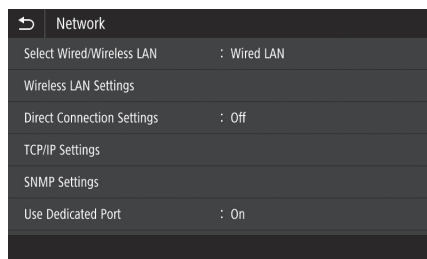 Network
Select Wired/Wireless LAN : Wired LAN
Wireless LAN Settings
Direct Connection Settings : Off
TCP/IP Settings
SNMP Settings
Use Dedicated Port : On